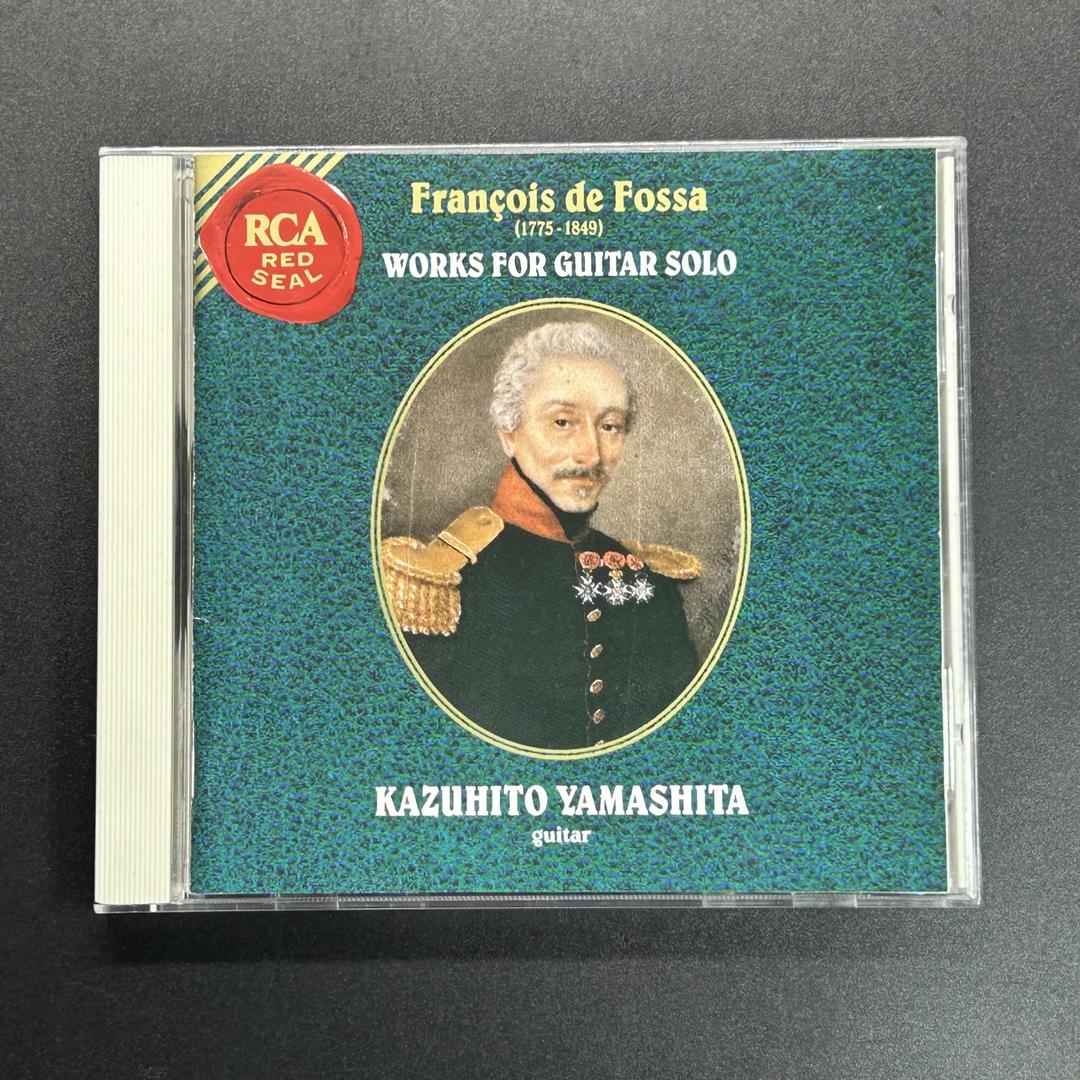 RCA
RED
SEAL
François de Fossa
(1775-1849)
WORKS FOR GUITAR SOLO
KAZUHITO YAMASHITA
guitar